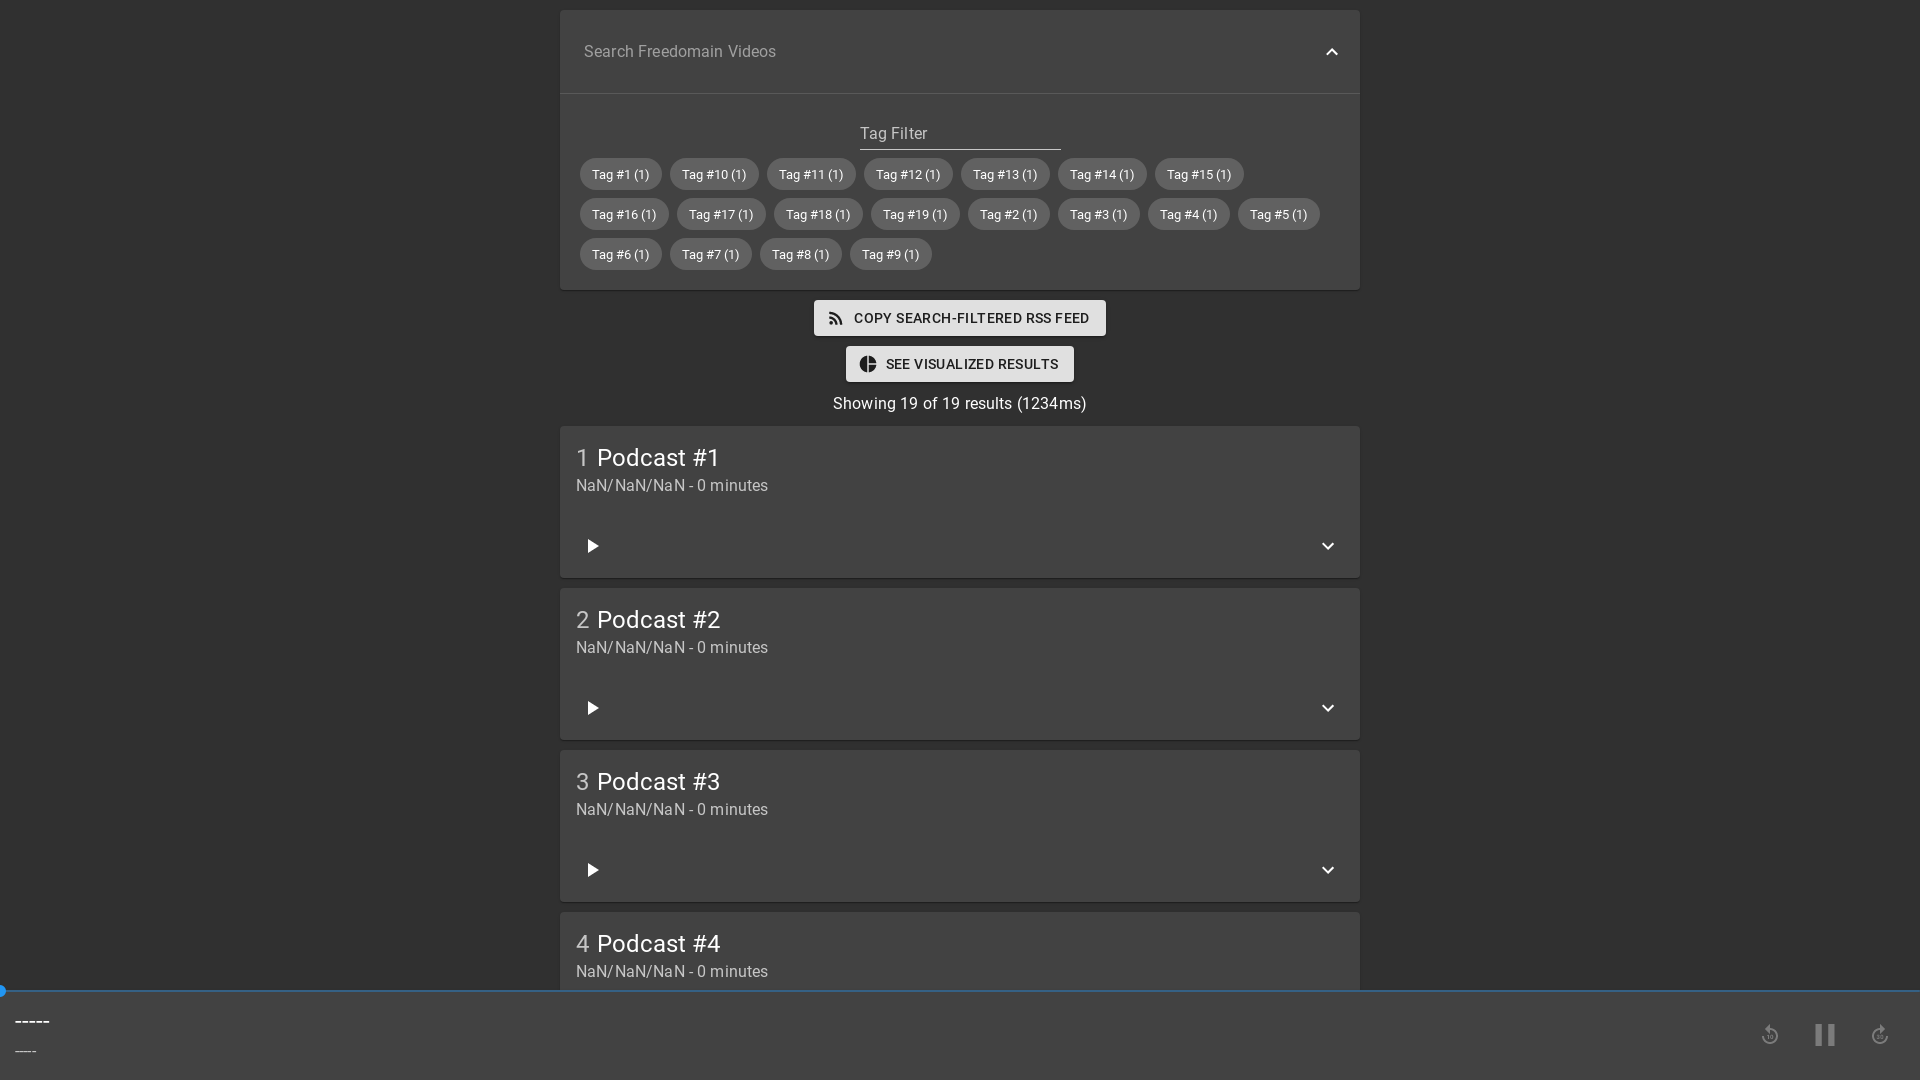 Search Freedomain Videos
Tag Filter
Tag #1 (1) Tag #10 (1) Tag #11 (1) Tag #12 (1) Tag #13 (1) Tag #14 (1) Tag #15 (1)
Tag #16 (1) Tag #17 (1) Tag #18 (1) Tag #19 (1) Tag #2 (1) Tag #3 (1) Tag #4 (1) Tag #5 (1)
Tag #6 (1) Tag #7 (1) Tag #8 (1) Tag #9 (1)
COPY SEARCH-FILTERED RSS FEED
SEE VISUALIZED RESULTS
Showing 19 of 19 results (1234ms)
1 Podcast #1
NaN/NaN/NaN - 0 minutes
2 Podcast #2
NaN/NaN/NaN - 0 minutes
3 Podcast #3
NaN/NaN/NaN - 0 minutes
4 Podcast #4
NaN/NaN/NaN - 0 minutes
-----
-----